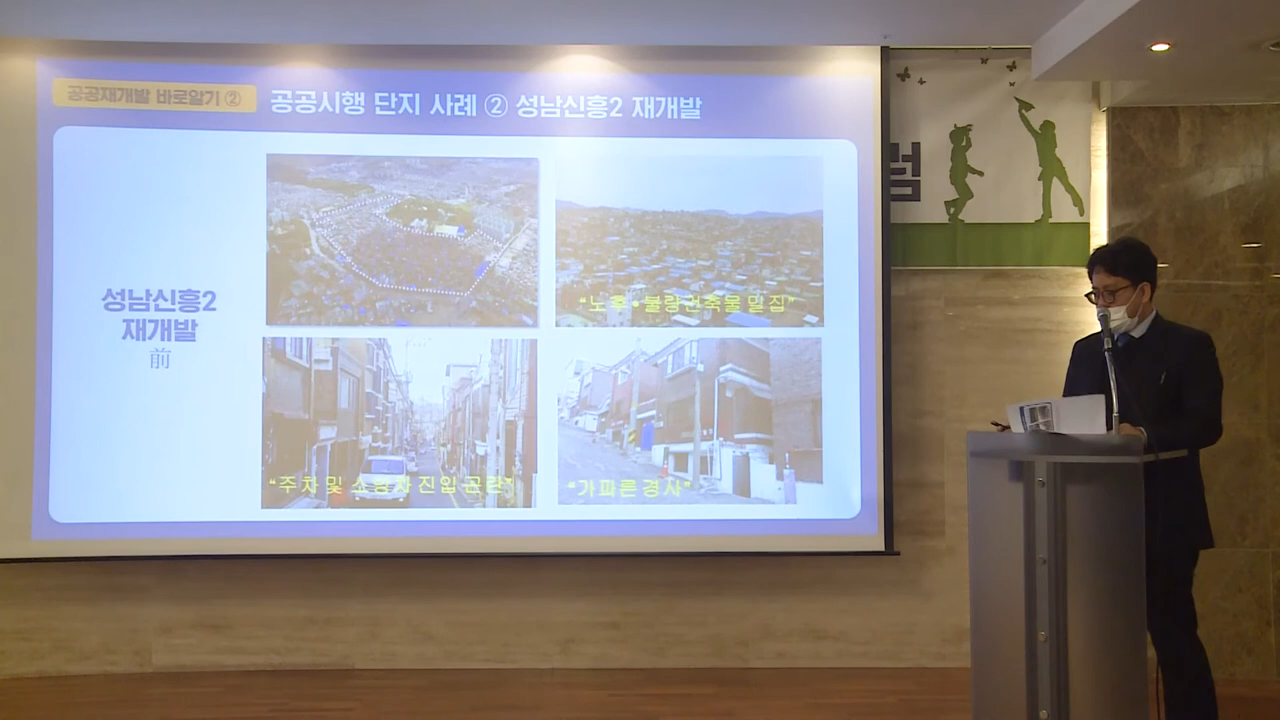 공공재개발 바로알기 ②
공공시행 단지 사례 ② 성남신흥2 재개발
성남신흥2
재개발
前
“노후•불량건축물밀집”
“주차 및 소방차 진입 곤란”
“가파른경사”
럼